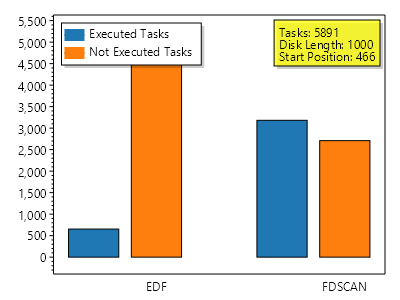 5,500
5,000
4,500
4,000
3,500
3,000
2,500
2,000
1,500
1,000
500
0
Executed Tasks
Not Executed Tasks
Tasks: 5891
Disk Length: 1000
Start Position: 466
EDF
FDSCAN